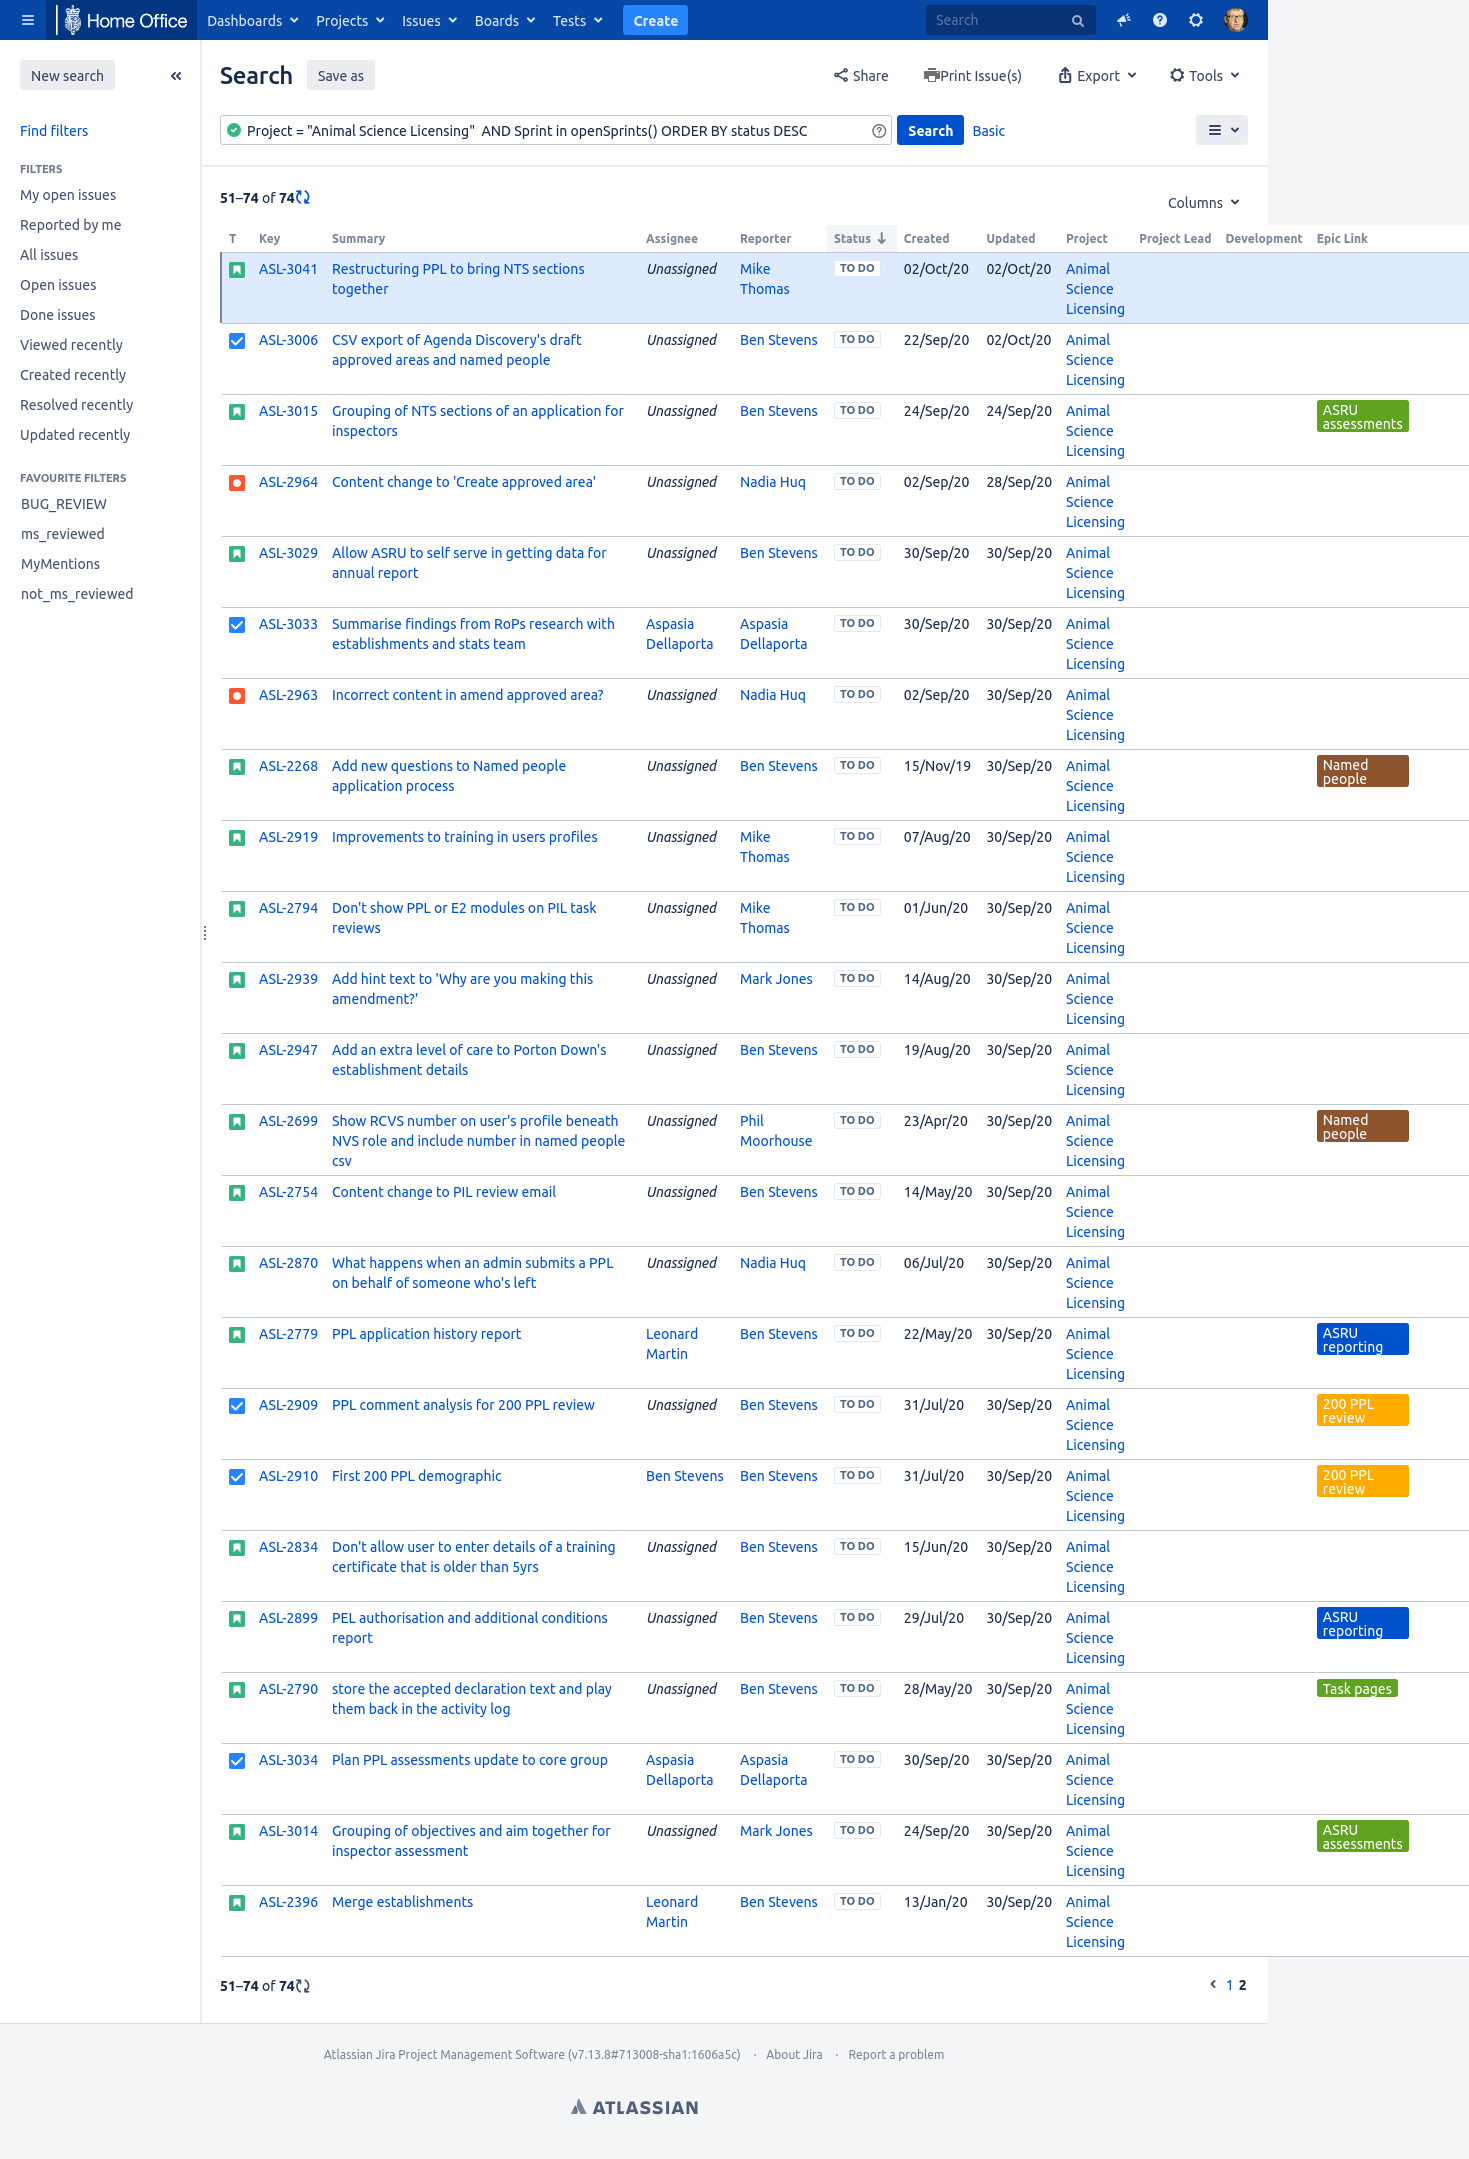 Home Office Dashboards Projects Issues Boards Tests Create Search
New search
Find filters
FILTERS
My open issues
Reported by me
All issues
Open issues
Done issues
Viewed recently
Created recently
Resolved recently
Updated recently
FAVOURITE FILTERS
BUG_REVIEW
ms_reviewed
MyMentions
not_ms_reviewed
Search Save as Share Print Issue(s) Export Tools
Project = "Animal Science Licensing"  AND Sprint in openSprints() ORDER BY status DESC Search Basic
51–74 of 74
Columns
T Key Summary Assignee Reporter Status Created Updated Project Project Lead Development Epic Link
ASL-3041 Restructuring PPL to bring NTS sections Unassigned Mike TO DO 02/Oct/20 02/Oct/20 Animal
together Thomas Science
Licensing
ASL-3006 CSV export of Agenda Discovery's draft Unassigned Ben Stevens TO DO 22/Sep/20 02/Oct/20 Animal
approved areas and named people Science
Licensing
ASL-3015 Grouping of NTS sections of an application for Unassigned Ben Stevens TO DO 24/Sep/20 24/Sep/20 Animal ASRU
inspectors Science assessments
Licensing
ASL-2964 Content change to 'Create approved area' Unassigned Nadia Huq TO DO 02/Sep/20 28/Sep/20 Animal
Science
Licensing
ASL-3029 Allow ASRU to self serve in getting data for Unassigned Ben Stevens TO DO 30/Sep/20 30/Sep/20 Animal
annual report Science
Licensing
ASL-3033 Summarise findings from RoPs research with Aspasia Aspasia TO DO 30/Sep/20 30/Sep/20 Animal
establishments and stats team Dellaporta Dellaporta Science
Licensing
ASL-2963 Incorrect content in amend approved area? Unassigned Nadia Huq TO DO 02/Sep/20 30/Sep/20 Animal
Science
Licensing
ASL-2268 Add new questions to Named people Unassigned Ben Stevens TO DO 15/Nov/19 30/Sep/20 Animal Named
application process Science people
Licensing
ASL-2919 Improvements to training in users profiles Unassigned Mike TO DO 07/Aug/20 30/Sep/20 Animal
Thomas Science
Licensing
ASL-2794 Don't show PPL or E2 modules on PIL task Unassigned Mike TO DO 01/Jun/20 30/Sep/20 Animal
reviews Thomas Science
Licensing
ASL-2939 Add hint text to 'Why are you making this Unassigned Mark Jones TO DO 14/Aug/20 30/Sep/20 Animal
amendment?' Science
Licensing
ASL-2947 Add an extra level of care to Porton Down's Unassigned Ben Stevens TO DO 19/Aug/20 30/Sep/20 Animal
establishment details Science
Licensing
ASL-2699 Show RCVS number on user's profile beneath Unassigned Phil TO DO 23/Apr/20 30/Sep/20 Animal Named
NVS role and include number in named people Moorhouse Science people
csv Licensing
ASL-2754 Content change to PIL review email Unassigned Ben Stevens TO DO 14/May/20 30/Sep/20 Animal
Science
Licensing
ASL-2870 What happens when an admin submits a PPL Unassigned Nadia Huq TO DO 06/Jul/20 30/Sep/20 Animal
on behalf of someone who's left Science
Licensing
ASL-2779 PPL application history report Leonard Ben Stevens TO DO 22/May/20 30/Sep/20 Animal ASRU
Martin Science reporting
Licensing
ASL-2909 PPL comment analysis for 200 PPL review Unassigned Ben Stevens TO DO 31/Jul/20 30/Sep/20 Animal 200 PPL
Science review
Licensing
ASL-2910 First 200 PPL demographic Ben Stevens Ben Stevens TO DO 31/Jul/20 30/Sep/20 Animal 200 PPL
Science review
Licensing
ASL-2834 Don't allow user to enter details of a training Unassigned Ben Stevens TO DO 15/Jun/20 30/Sep/20 Animal
certificate that is older than 5yrs Science
Licensing
ASL-2899 PEL authorisation and additional conditions Unassigned Ben Stevens TO DO 29/Jul/20 30/Sep/20 Animal ASRU
report Science reporting
Licensing
ASL-2790 store the accepted declaration text and play Unassigned Ben Stevens TO DO 28/May/20 30/Sep/20 Animal Task pages
them back in the activity log Science
Licensing
ASL-3034 Plan PPL assessments update to core group Aspasia Aspasia TO DO 30/Sep/20 30/Sep/20 Animal
Dellaporta Dellaporta Science
Licensing
ASL-3014 Grouping of objectives and aim together for Unassigned Mark Jones TO DO 24/Sep/20 30/Sep/20 Animal ASRU
inspector assessment Science assessments
Licensing
ASL-2396 Merge establishments Leonard Ben Stevens TO DO 13/Jan/20 30/Sep/20 Animal
Martin Science
Licensing
51–74 of 74 1 2
Atlassian Jira Project Management Software (v7.13.8#713008-sha1:1606a5c) · About Jira · Report a problem
ATLASSIAN